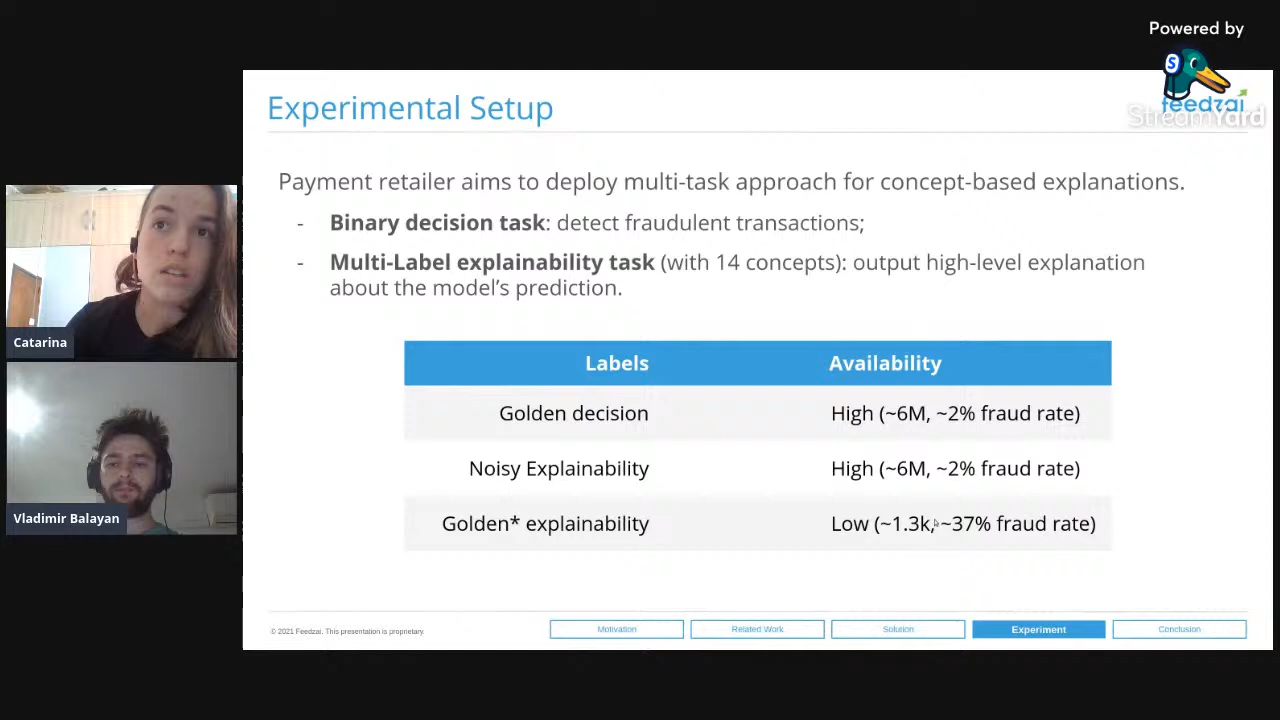 Powered by
S
feedzai
StreamYard
Experimental Setup
Payment retailer aims to deploy multi-task approach for concept-based explanations.
- Binary decision task: detect fraudulent transactions;
- Multi-Label explainability task (with 14 concepts): output high-level explanation
about the model's prediction.
Catarina
Vladimir Balayan
Labels Availability
Golden decision High (~6M, ~2% fraud rate)
Noisy Explainability High (~6M, ~2% fraud rate)
Golden* explainability Low (~1.3k, ~37% fraud rate)
© 2021 Feedzai. This presentation is proprietary.
Motivation Related Work Solution Experiment Conclusion